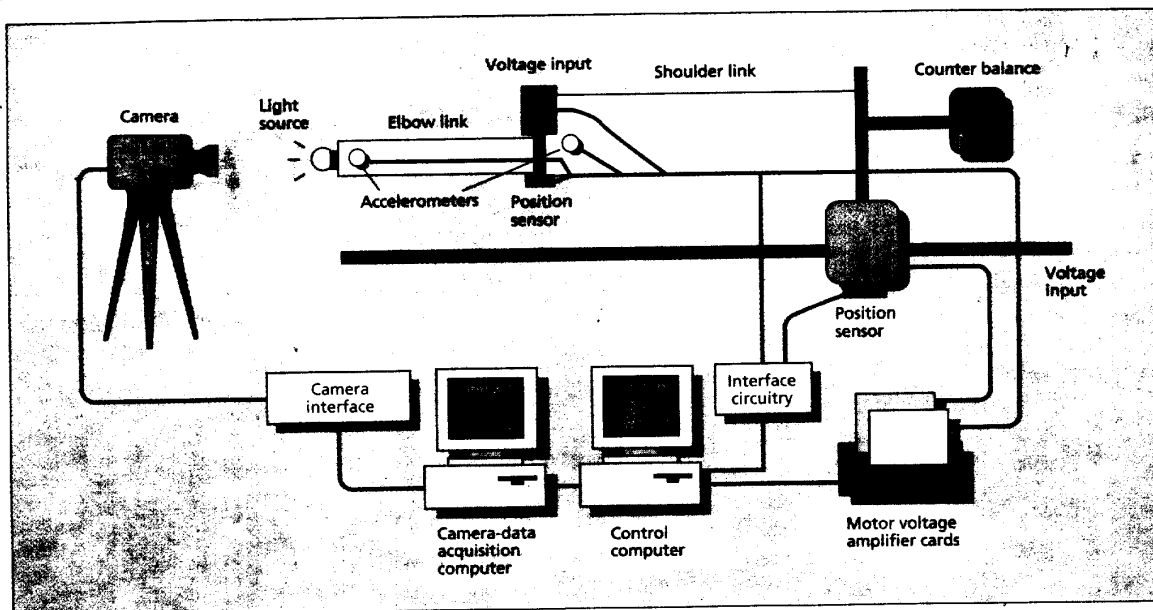 Voltage input
Shoulder link
Counter balance
Camera
Light
source
Elbow link
Accelerometers
Position
sensor
Voltage
input
Position
sensor
Camera
interface
Interface
circuitry
Camera-data
acquisition
computer
Control
computer
Motor voltage
amplifier cards